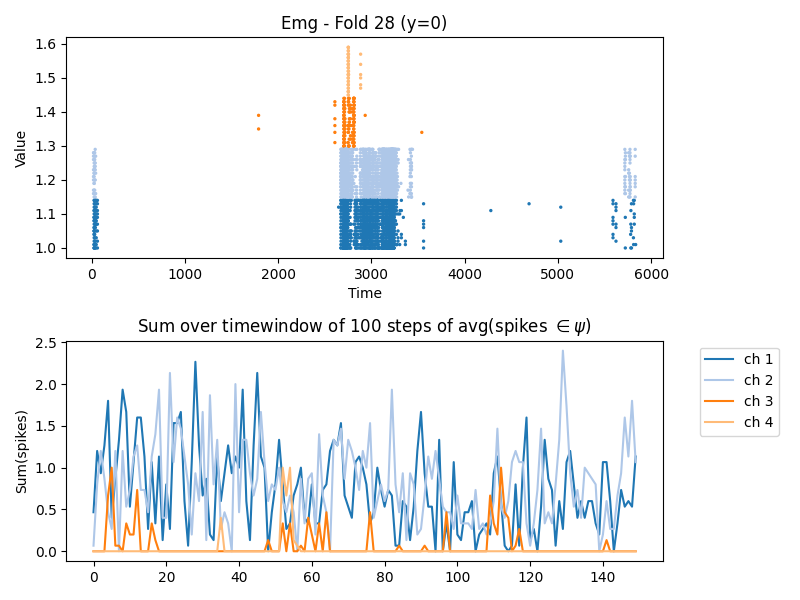 Emg - Fold 28 (y=0)
1.6
1.5
1.4
1.3
1.2
1.1
1.0
Value
0 1000 2000 3000 4000 5000 6000
Time
Sum over timewindow of 100 steps of avg(spikes ∈ψ)
2.5
2.0
1.5
1.0
0.5
0.0
Sum(spikes)
0 20 40 60 80 100 120 140
ch 1
ch 2
ch 3
ch 4